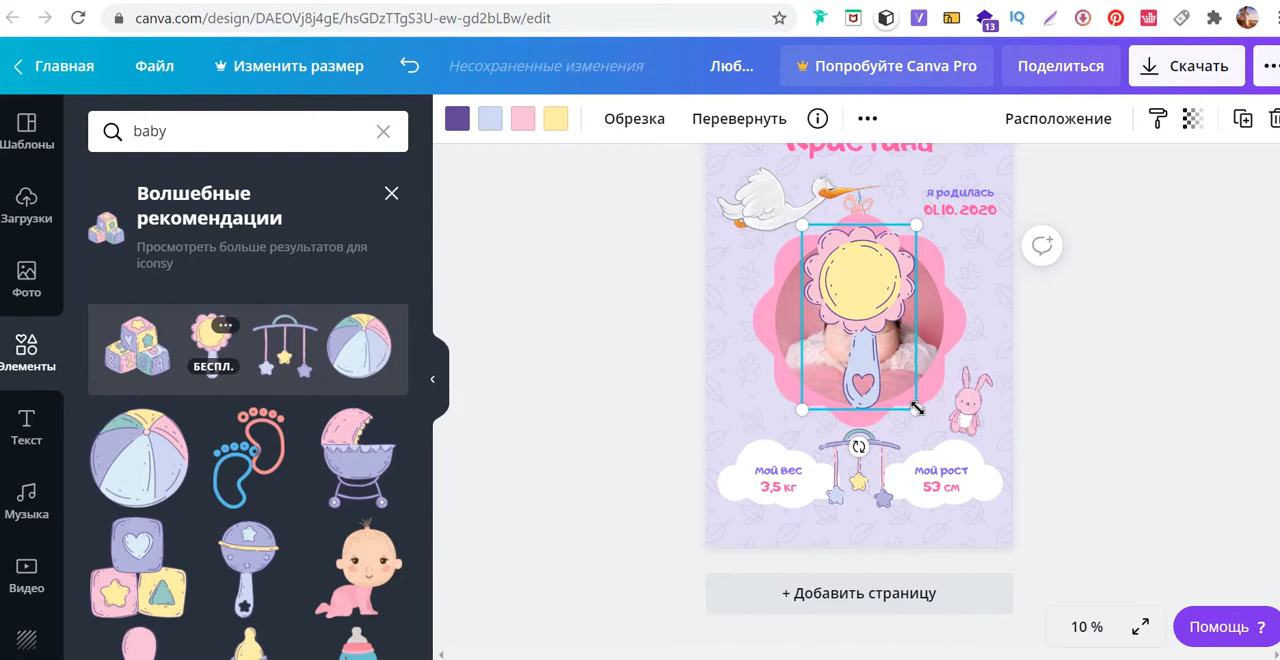 canva.com/design/DAEOVj8j4gE/hsGDzTTgS3U-ew-gd2bLBw/edit
13
Главная
Файл
Изменить размер
Несохраненные изменения
Люб...
Попробуйте Canva Pro
Поделиться
Скачать
Шаблоны
Загрузки
Фото
Элементы
Текст
Музыка
Видео
baby
Волшебные
рекомендации
Просмотреть больше результатов для
iconsy
БЕСПЛ.
Обрезка
Перевернуть
Расположение
Кристина
я родилась
01.10. 2020
мой вес
3,5 кг
мой рост
53 см
+ Добавить страницу
10 %
Помощь ?